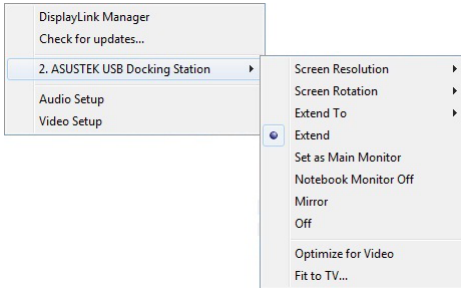 DisplayLink Manager
Check for updates...
2. ASUSTEK USB Docking Station
Audio Setup
Video Setup
Screen Resolution
Screen Rotation
Extend To
Extend
Set as Main Monitor
Notebook Monitor Off
Mirror
Off
Optimize for Video
Fit to TV...